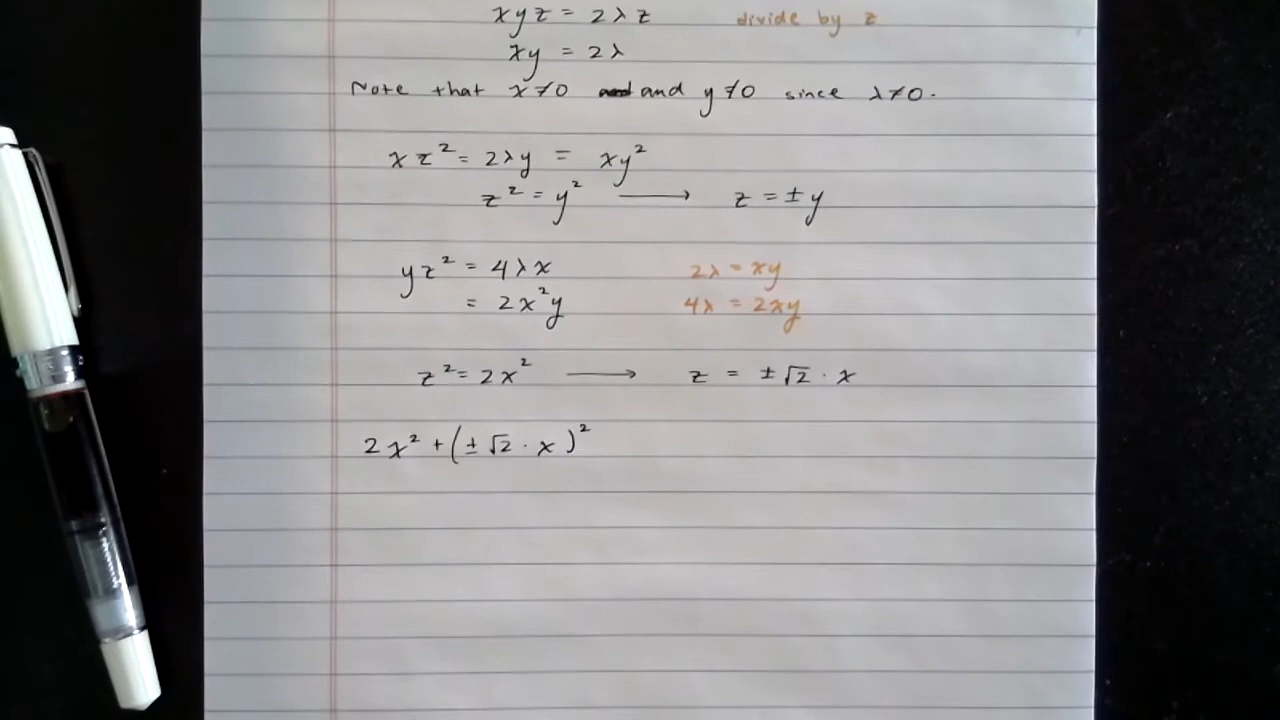 xyz = 2λz divide by z
xy = 2λ
Note that x≠0 and and y≠0 since λ≠0.
xz² = 2λy = xy²
z² = y² ⟶ z = ±y
yz² = 4λx 2λ = xy
= 2x²y 4λ = 2xy
z² = 2x² ⟶ z = ±√2 · x
2x² + (±√2 · x)²